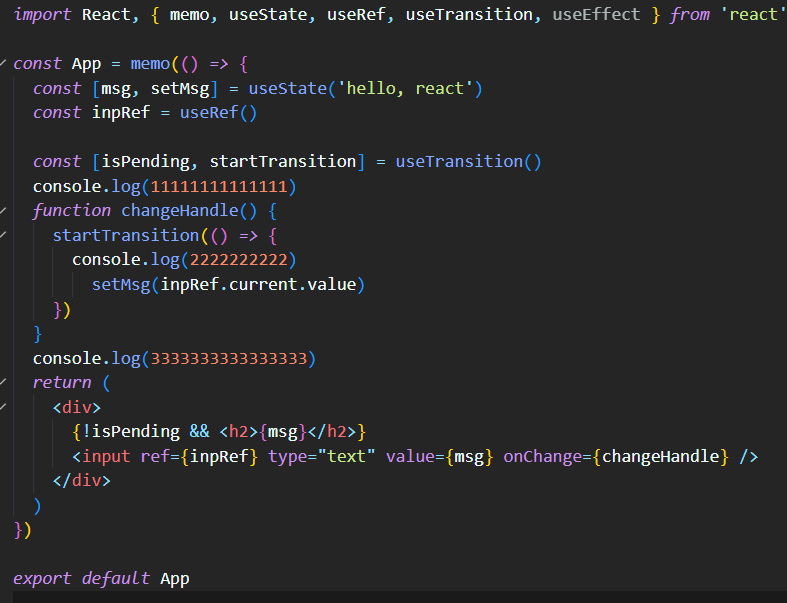 import React, { memo, useState, useRef, useTransition, useEffect } from 'react'
const App = memo(() => {
const [msg, setMsg] = useState('hello, react')
const inpRef = useRef()
const [isPending, startTransition] = useTransition()
console.log(11111111111111)
function changeHandle() {
startTransition(() => {
console.log(2222222222)
setMsg(inpRef.current.value)
})
}
console.log(3333333333333333)
return (
<div>
{!isPending && <h2>{msg}</h2>}
<input ref={inpRef} type="text" value={msg} onChange={changeHandle} />
</div>
)
})
export default App